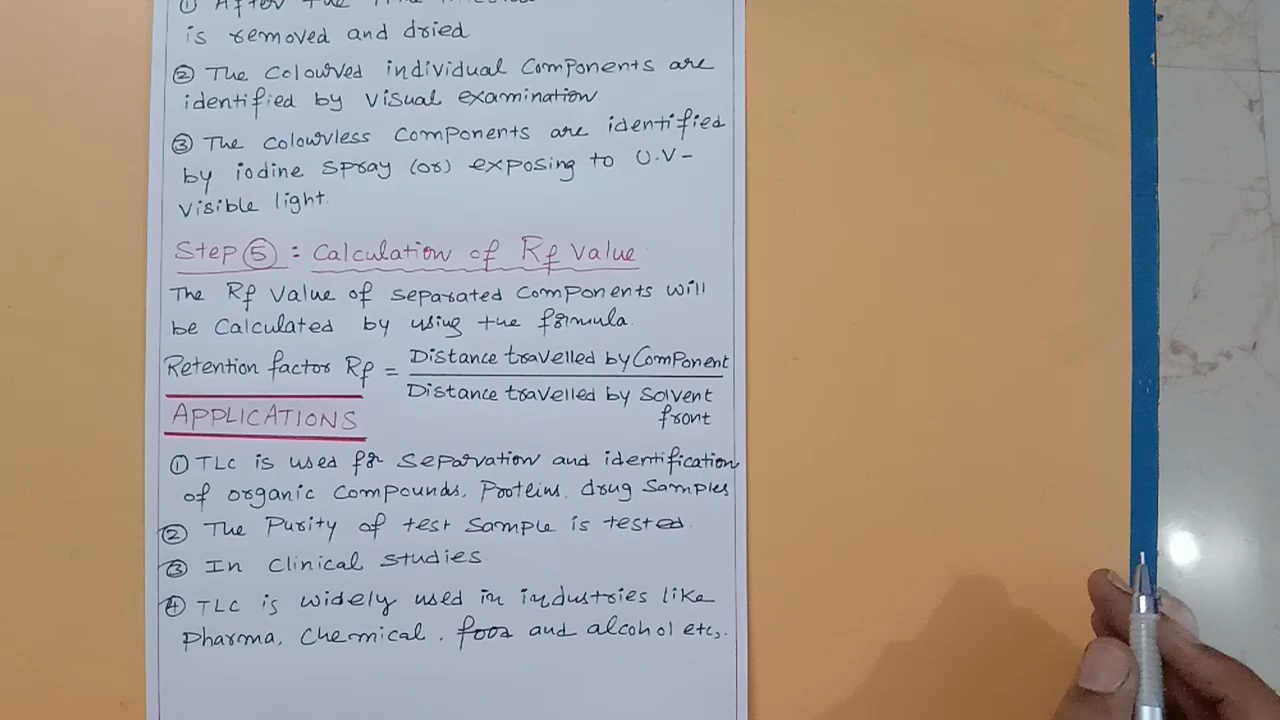 ① After the
is removed and dried
② The Coloured individual Components are
identified by visual examination
③ The Colourless Components are identified
by iodine spray (or) exposing to U.V-
visible light.
Step ⑤ : Calculation of Rf value
The Rf value of separated components will
be Calculated by using the formula.
Retention factor Rf = Distance travelled by Component
Distance travelled by Solvent
front
APPLICATIONS
① TLC is used for Separation and identification
of organic Compounds, Proteins, drug Samples
② The Purity of test Sample is tested.
③ In Clinical Studies
④ TLC is widely used in industries like
Pharma, Chemical, food and alcohol etc,.